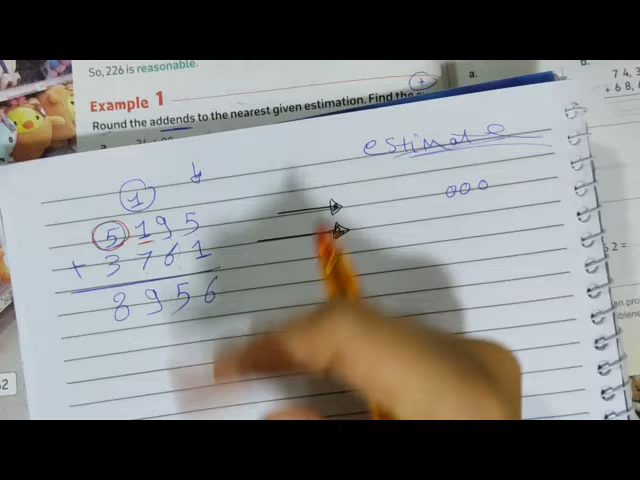 So, 226 is reasonable.
Example 1
Round the addends to the nearest given estimation. Find the
a.
estimate
1
5195 000
+ 3761
8956